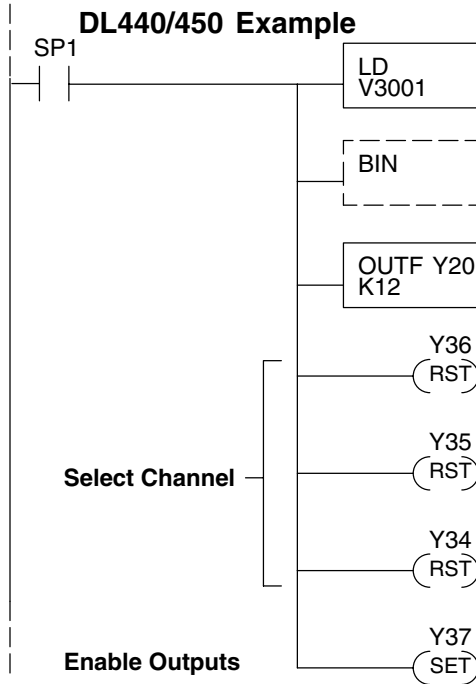 DL440/450 Example
SP1
LD
V3001
BIN
OUTF Y20
K12
Y36
RST
Y35
RST
Select Channel
Y34
RST
Y37
Enable Outputs
SET